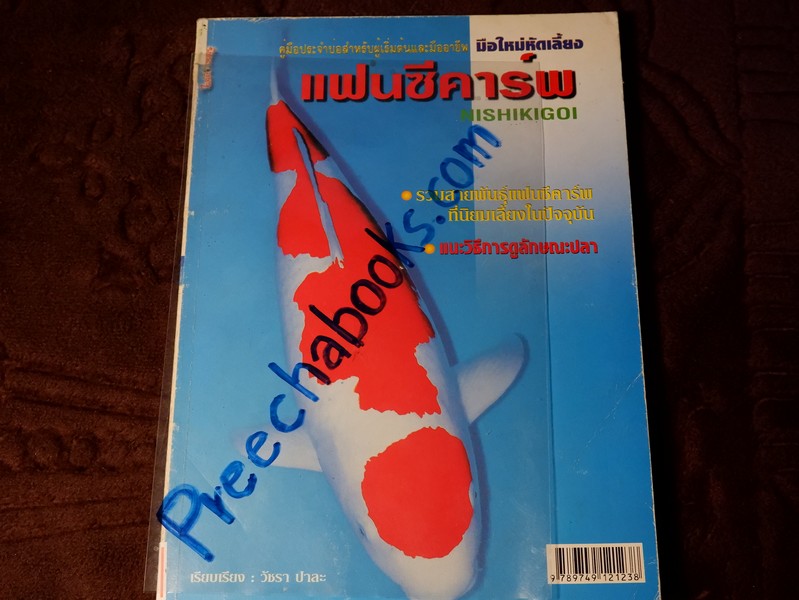 คู่มือประจำบ่อสำหรับผู้เริ่มต้นและมืออาชีพ มือใหม่หัดเลี้ยง
แฟนซีคาร์พ
NISHIKIGOI
รวมสายพันธุ์แฟนซีคาร์พ
ที่นิยมเลี้ยงในปัจจุบัน
แนะวิธีการดูลักษณะปลา
Preechabooks.com
เรียบเรียง : วัชรา ปาละ
9 789749 121238